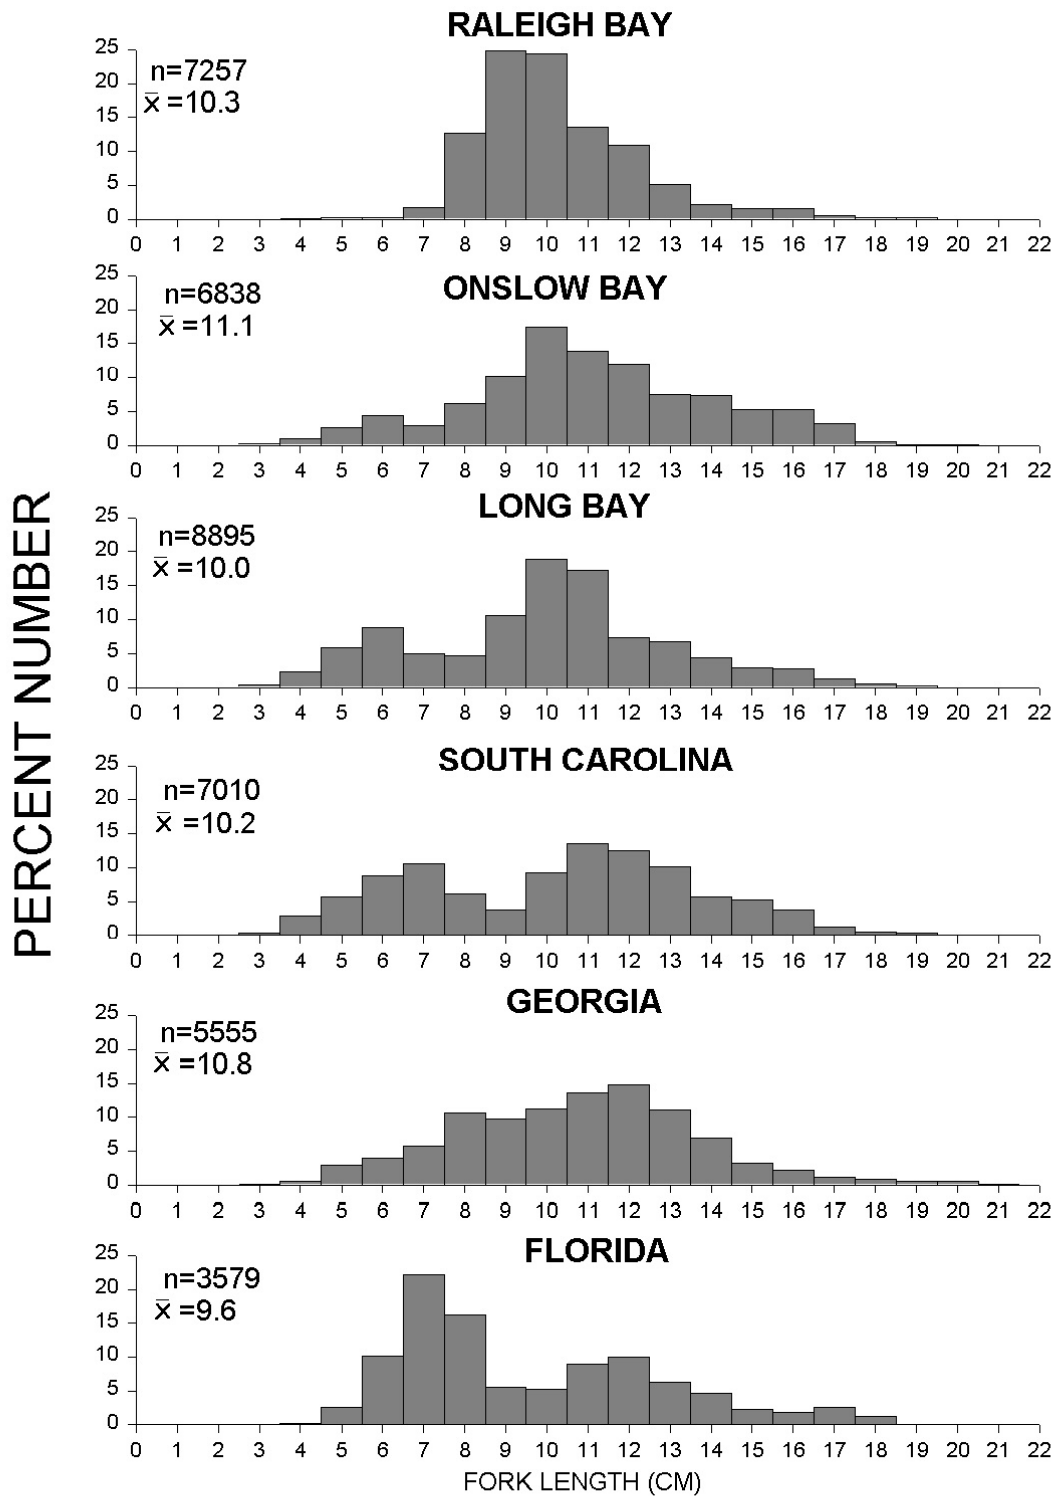 RALEIGH BAY
n=7257
x̄ =10.3
25
20
15
10
5
0
0 1 2 3 4 5 6 7 8 9 10 11 12 13 14 15 16 17 18 19 20 21 22
ONSLOW BAY
n=6838
x̄ =11.1
25
20
15
10
5
0
0 1 2 3 4 5 6 7 8 9 10 11 12 13 14 15 16 17 18 19 20 21 22
LONG BAY
n=8895
x̄ =10.0
25
20
15
10
5
0
0 1 2 3 4 5 6 7 8 9 10 11 12 13 14 15 16 17 18 19 20 21 22
PERCENT NUMBER
SOUTH CAROLINA
n=7010
x̄ =10.2
25
20
15
10
5
0
0 1 2 3 4 5 6 7 8 9 10 11 12 13 14 15 16 17 18 19 20 21 22
GEORGIA
n=5555
x̄ =10.8
25
20
15
10
5
0
0 1 2 3 4 5 6 7 8 9 10 11 12 13 14 15 16 17 18 19 20 21 22
FLORIDA
n=3579
x̄ =9.6
25
20
15
10
5
0
0 1 2 3 4 5 6 7 8 9 10 11 12 13 14 15 16 17 18 19 20 21 22
FORK LENGTH (CM)